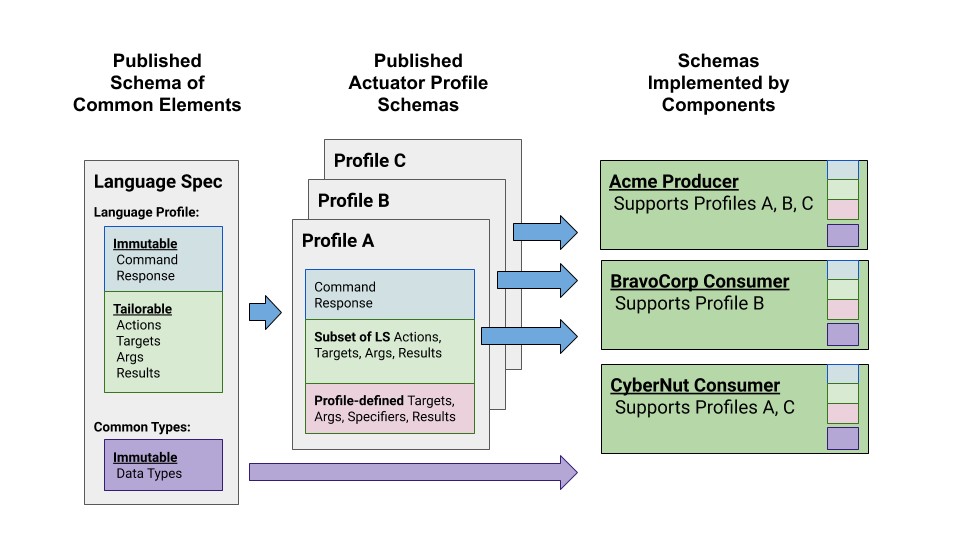 Published
Schema of
Common Elements
Published
Actuator Profile
Schemas
Schemas
Implemented by
Components
Language Spec
Language Profile:
Immutable
Command
Response
Tailorable
Actions
Targets
Args
Results
Common Types:
Immutable
Data Types
Profile C
Profile B
Profile A
Command
Response
Subset of LS Actions,
Targets, Args, Results
Profile-defined Targets,
Args, Specifiers, Results
Acme Producer
Supports Profiles A, B, C
BravoCorp Consumer
Supports Profile B
CyberNut Consumer
Supports Profiles A, C